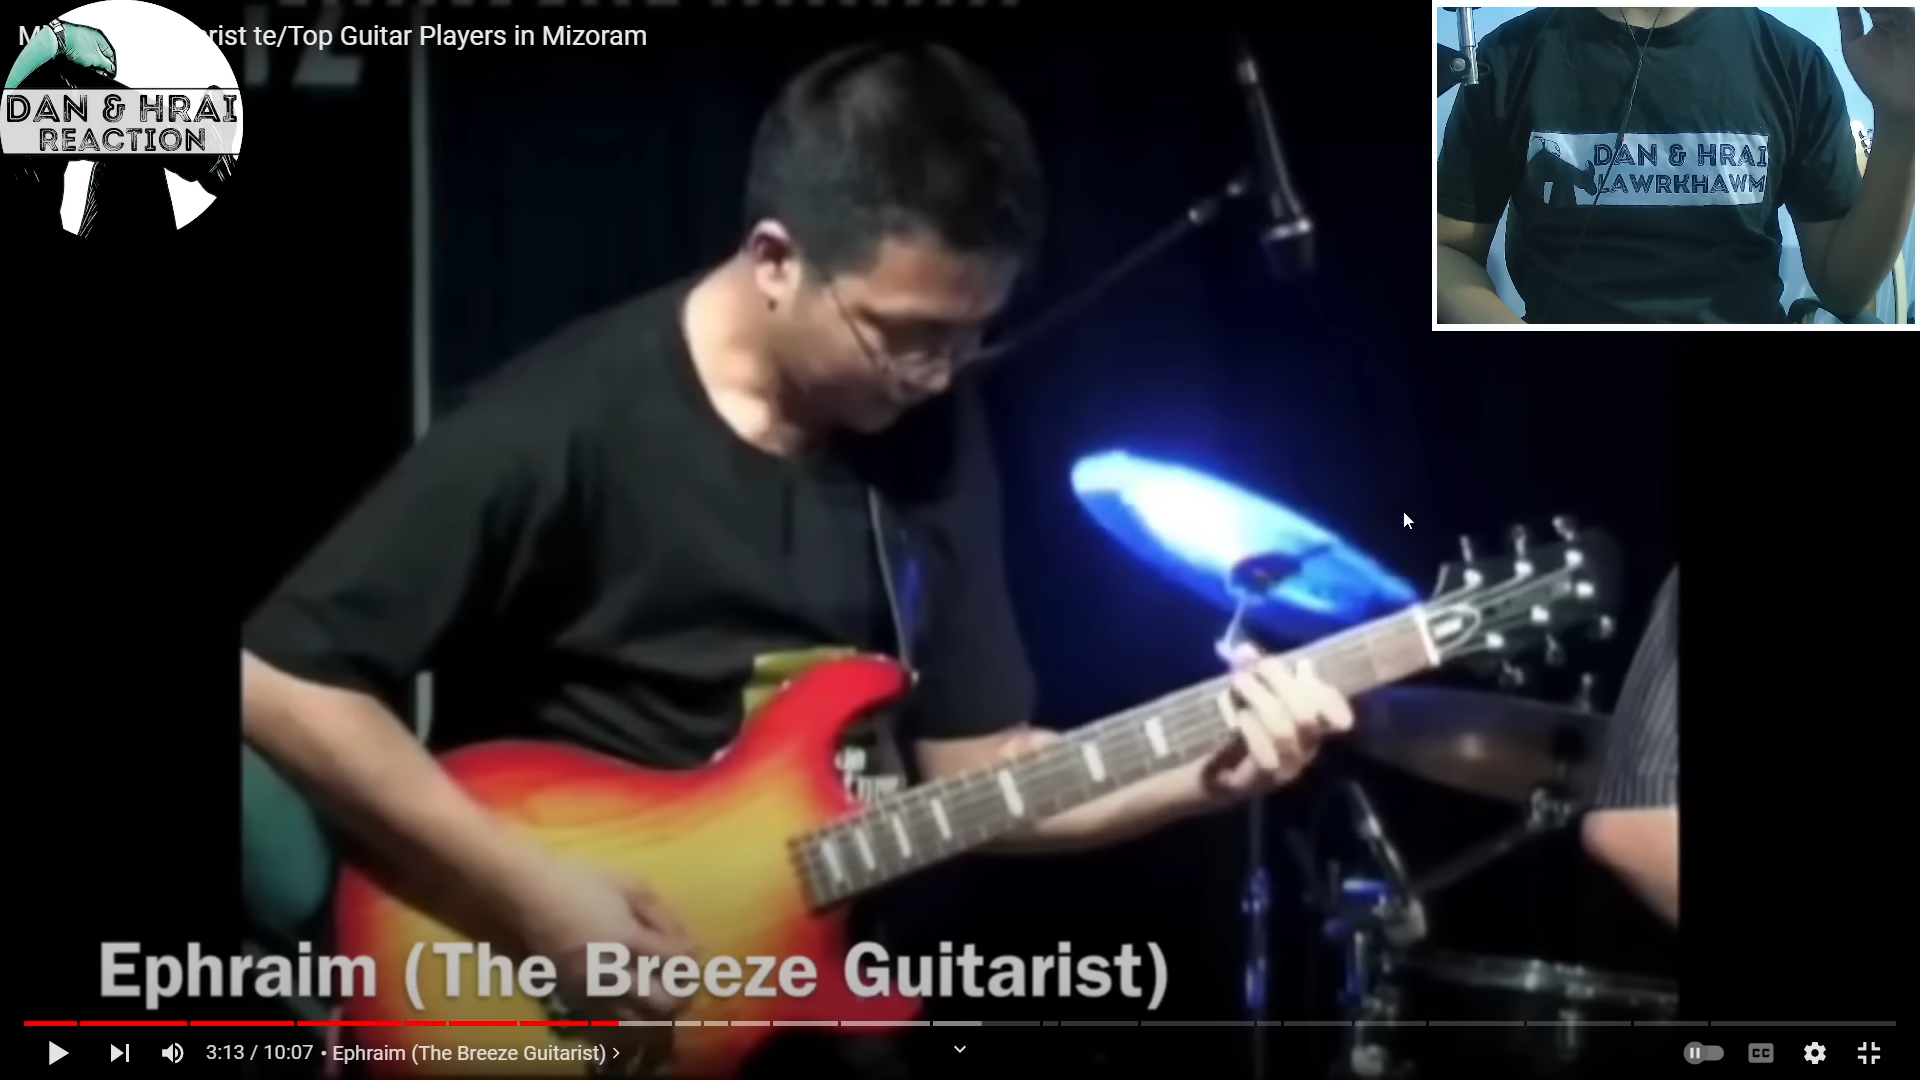 rist te/Top Guitar Players in Mizoram
DAN & HRAI
REACTION
DAN & HRAI
LAWRKHAWM
Ephraim (The Breeze Guitarist)
3:13 / 10:07 • Ephraim (The Breeze Guitarist)
CC